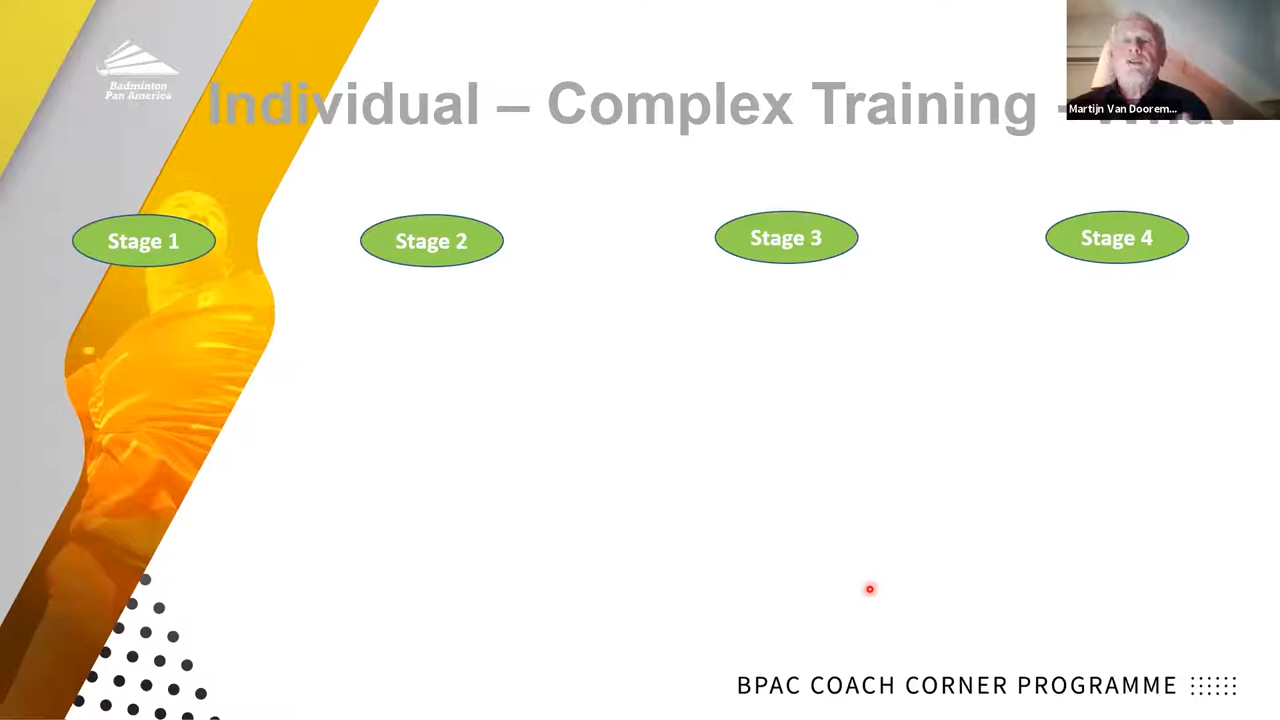 Badminton
Pan America
Individual – Complex Training -
Martijn Van Doorem...
Stage 1
Stage 2
Stage 3
Stage 4
BPAC COACH CORNER PROGRAMME